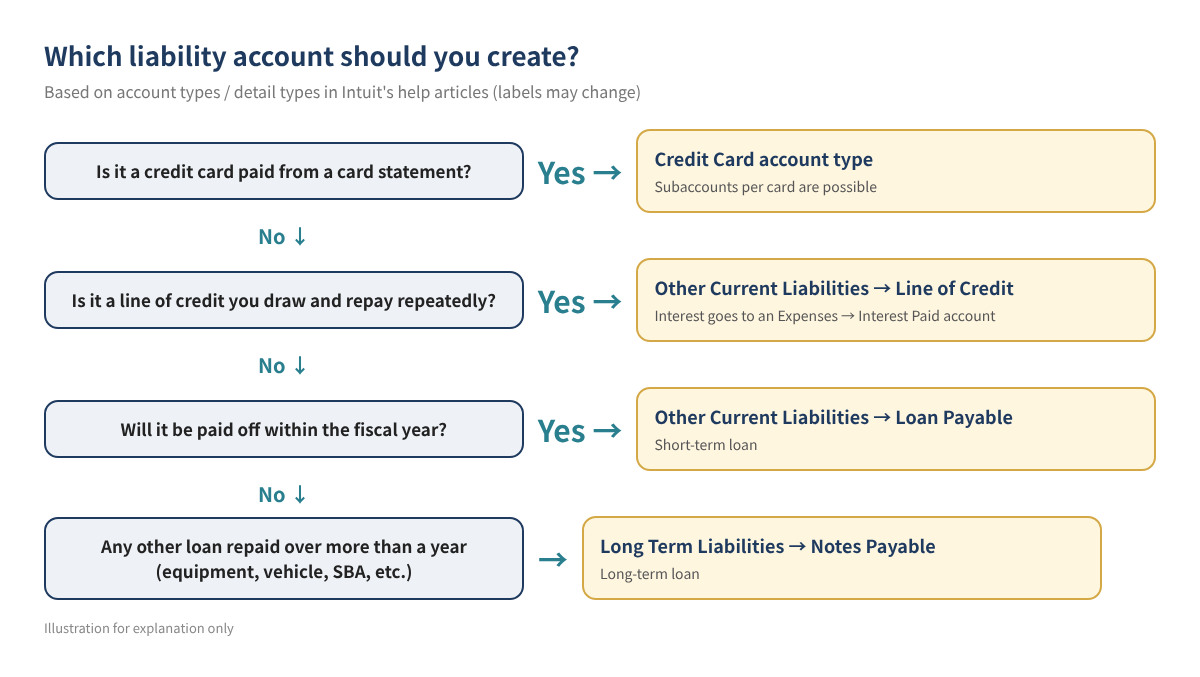 Which liability account should you create?
Based on account types / detail types in Intuit's help articles (labels may change)
Is it a credit card paid from a card statement?
Yes →
Credit Card account type
Subaccounts per card are possible
No ↓
Is it a line of credit you draw and repay repeatedly?
Yes →
Other Current Liabilities → Line of Credit
Interest goes to an Expenses → Interest Paid account
No ↓
Will it be paid off within the fiscal year?
Yes →
Other Current Liabilities → Loan Payable
Short-term loan
No ↓
Any other loan repaid over more than a year
(equipment, vehicle, SBA, etc.)
→
Long Term Liabilities → Notes Payable
Long-term loan
Illustration for explanation only